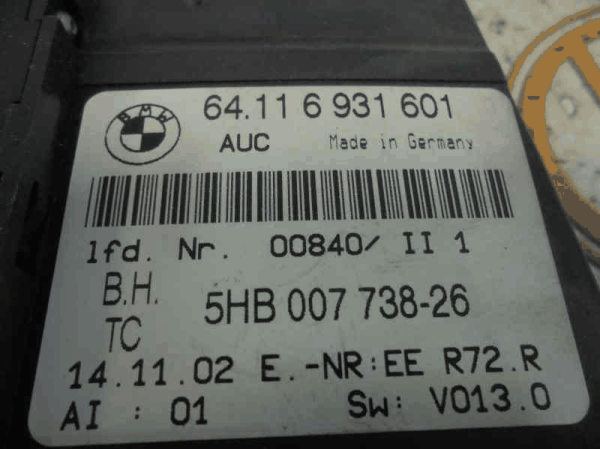 BMW
64.11 6 931 601
AUC Made in Germany
lfd. Nr. 00840/ II 1
B.H.
TC 5HB 007 738-26
14.11.02 E.-NR:EE R72.R
AI : 01 SW: V013.0